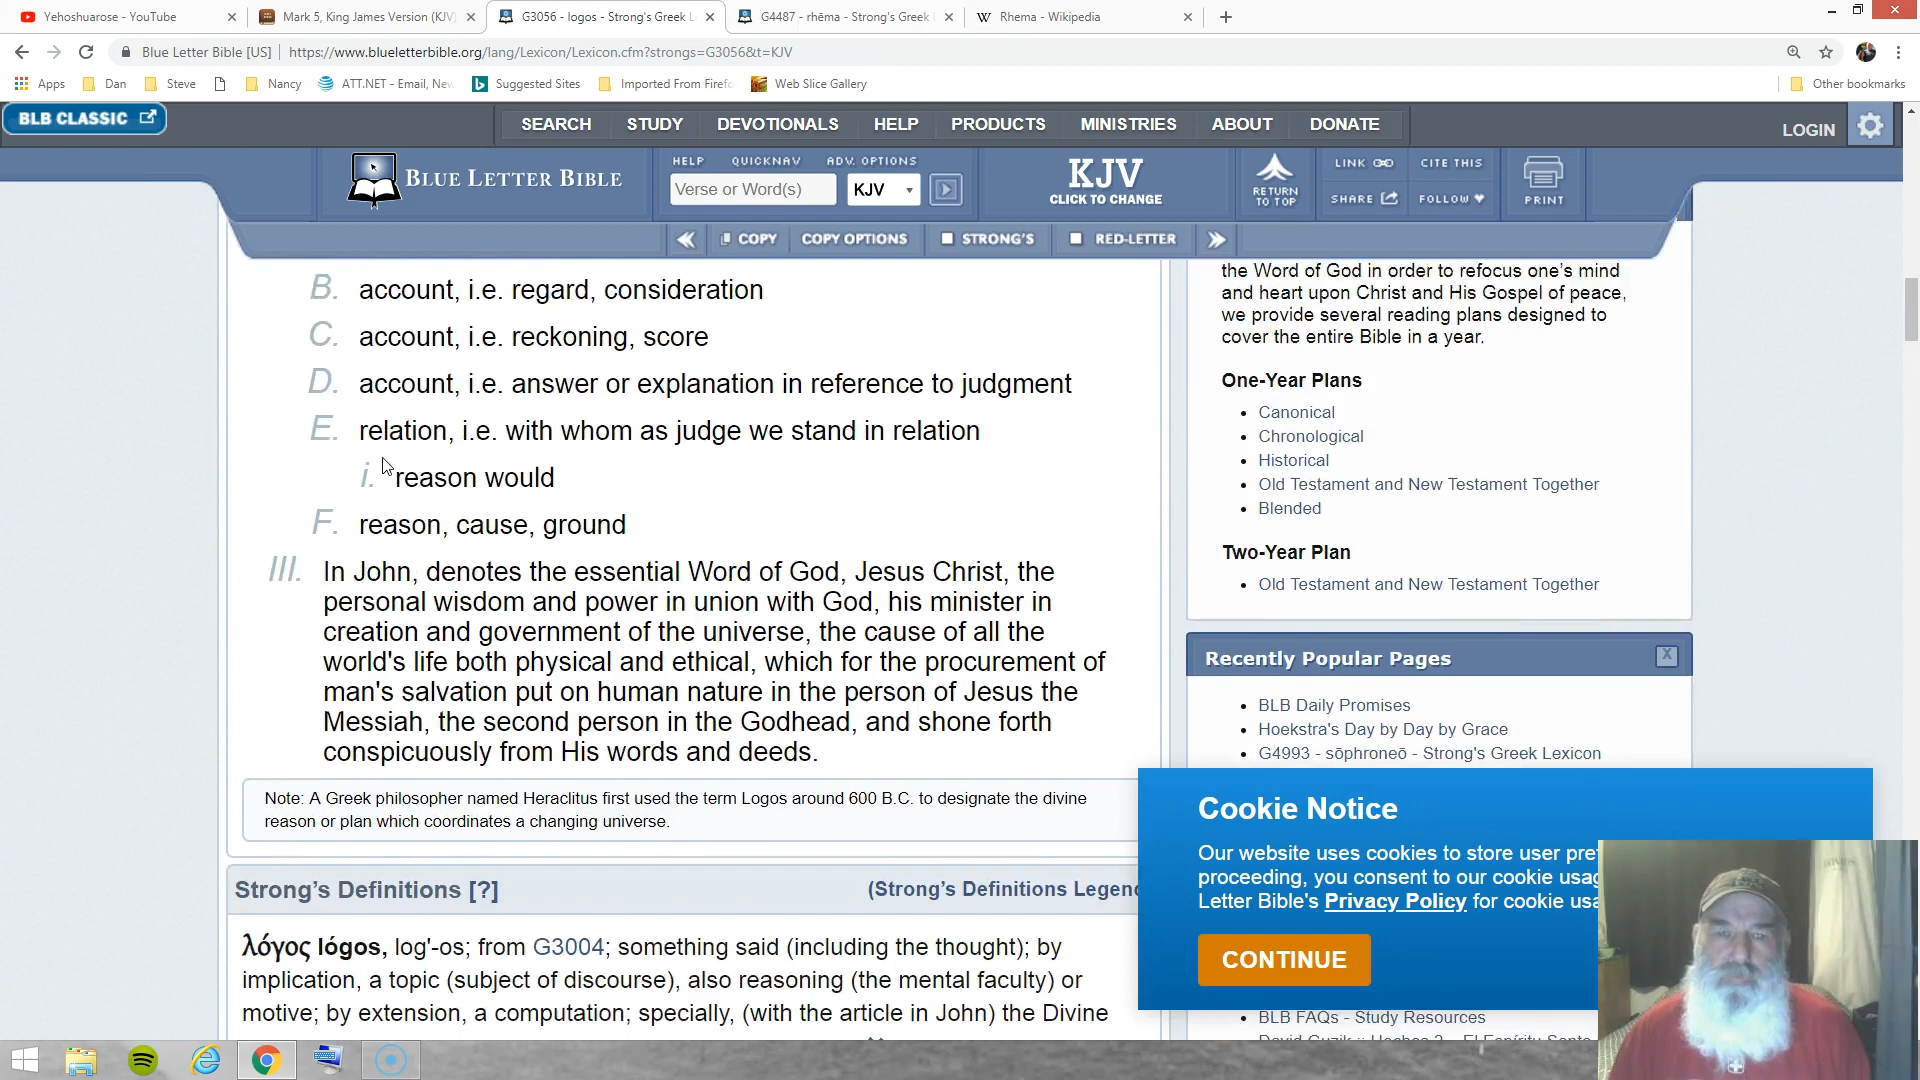 Yehoshuarose - YouTube
Mark 5, King James Version (KJV)
G3056 - logos - Strong's Greek L
G4487 - rhēma - Strong's Greek
Rhema - Wikipedia
Blue Letter Bible [US]
https://www.blueletterbible.org/lang/Lexicon/Lexicon.cfm?strongs=G3056&t=KJV
Apps
Dan
Steve
Nancy
ATT.NET - Email, New
Suggested Sites
Imported From Firefo
Web Slice Gallery
Other bookmarks
BLB CLASSIC
SEARCH STUDY DEVOTIONALS HELP PRODUCTS MINISTRIES ABOUT DONATE
LOGIN
BLUE LETTER BIBLE
HELP QUICKNAV ADV. OPTIONS
Verse or Word(s)
KJV
KJV
CLICK TO CHANGE
RETURN
TO TOP
LINK
CITE THIS
SHARE
FOLLOW
PRINT
COPY
COPY OPTIONS
STRONG'S
RED-LETTER
B. account, i.e. regard, consideration
C. account, i.e. reckoning, score
D. account, i.e. answer or explanation in reference to judgment
E. relation, i.e. with whom as judge we stand in relation
i. reason would
F. reason, cause, ground
III. In John, denotes the essential Word of God, Jesus Christ, the
personal wisdom and power in union with God, his minister in
creation and government of the universe, the cause of all the
world's life both physical and ethical, which for the procurement of
man's salvation put on human nature in the person of Jesus the
Messiah, the second person in the Godhead, and shone forth
conspicuously from His words and deeds.
Note: A Greek philosopher named Heraclitus first used the term Logos around 600 B.C. to designate the divine
reason or plan which coordinates a changing universe.
Strong's Definitions [?]
(Strong's Definitions Legen
λόγος lógos, log'-os; from G3004; something said (including the thought); by
implication, a topic (subject of discourse), also reasoning (the mental faculty) or
motive; by extension, a computation; specially, (with the article in John) the Divine
the Word of God in order to refocus one's mind
and heart upon Christ and His Gospel of peace,
we provide several reading plans designed to
cover the entire Bible in a year.
One-Year Plans
• Canonical
• Chronological
• Historical
• Old Testament and New Testament Together
• Blended
Two-Year Plan
• Old Testament and New Testament Together
Recently Popular Pages
X
• BLB Daily Promises
• Hoekstra's Day by Day by Grace
• G4993 - sōphroneō - Strong's Greek Lexicon
Cookie Notice
Our website uses cookies to store user pre
proceeding, you consent to our cookie usa
Letter Bible's Privacy Policy for cookie usa
CONTINUE
• BLB FAQs - Study Resources